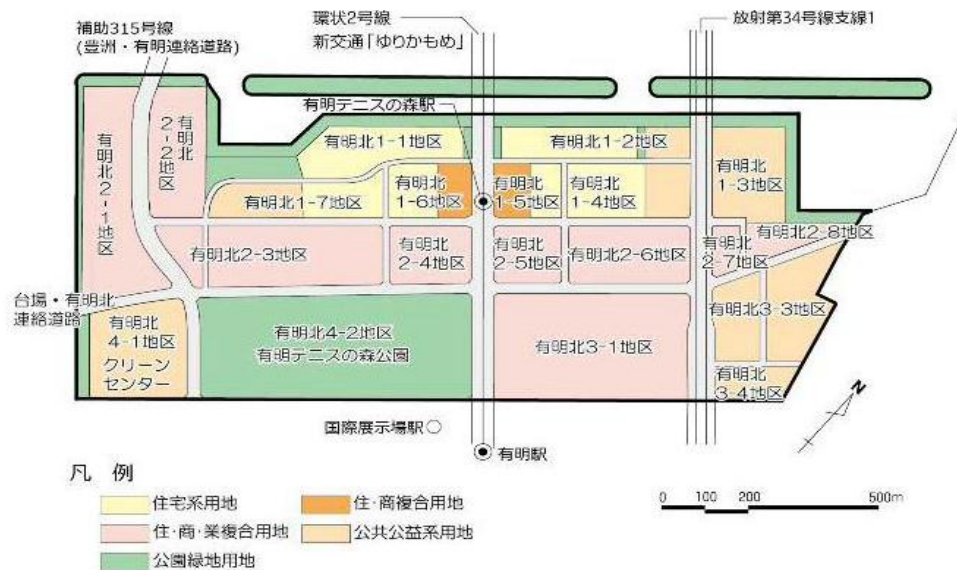 環状2号線
新交通「ゆりかもめ」
放射第34号線支線1
補助315号線
(豊洲・有明連絡道路)
有明テニスの森駅
有明北
2-1地区
有明北
2-2地区
有明北1-1地区
有明北1-2地区
有明北
1-3地区
有明北1-7地区
有明北
1-6地区
有明北
1-5地区
有明北
1-4地区
有明北2-3地区
有明北
2-4地区
有明北
2-5地区
有明北2-6地区
有明北
2-7地区
有明北2-8地区
台場・有明北
連絡道路
有明北
4-1地区
クリーン
センター
有明北4-2地区
有明テニスの森公園
有明北3-1地区
有明北3-3地区
有明北
3-4地区
N
国際展示場駅
有明駅
凡 例
住宅系用地
住・商複合用地
住・商・業複合用地
公共公益系用地
公園緑地用地
0 100 200 500m